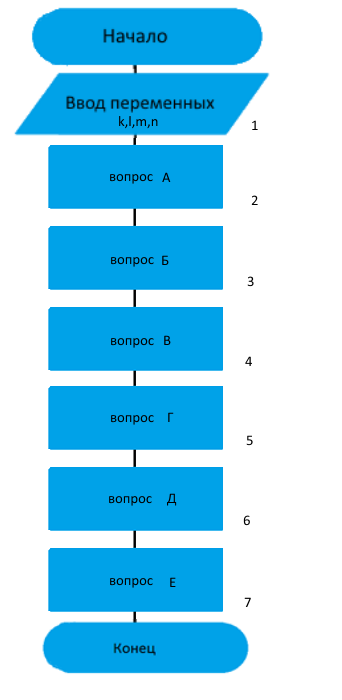 Начало
Ввод переменных
k,l,m,n
1
вопрос А
2
вопрос Б
3
вопрос В
4
вопрос Г
5
вопрос Д
6
вопрос Е
7
Конец